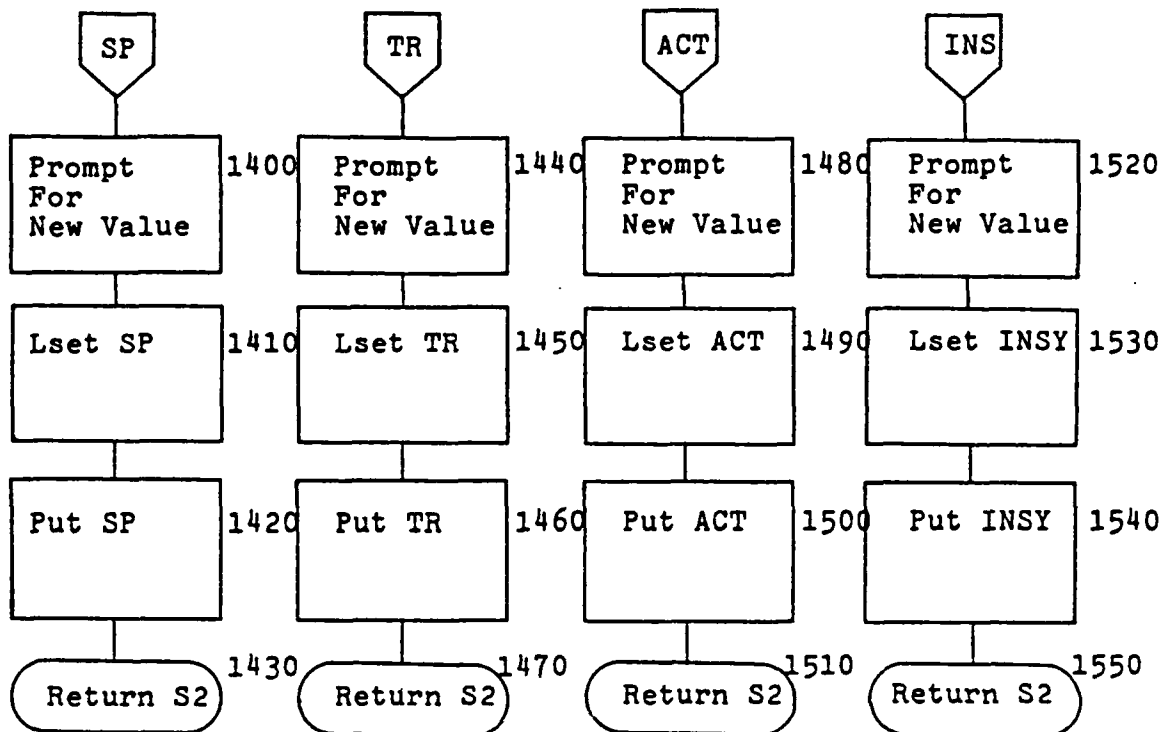 SP
TR
ACT
INS
Prompt
For
New Value
1400
Prompt
For
New Value
1440
Prompt
For
New Value
1480
Prompt
For
New Value
1520
Lset SP
1410
Lset TR
1450
Lset ACT
1490
Lset INSY
1530
Put SP
1420
Put TR
1460
Put ACT
1500
Put INSY
1540
Return S2
1430
Return S2
1470
Return S2
1510
Return S2
1550